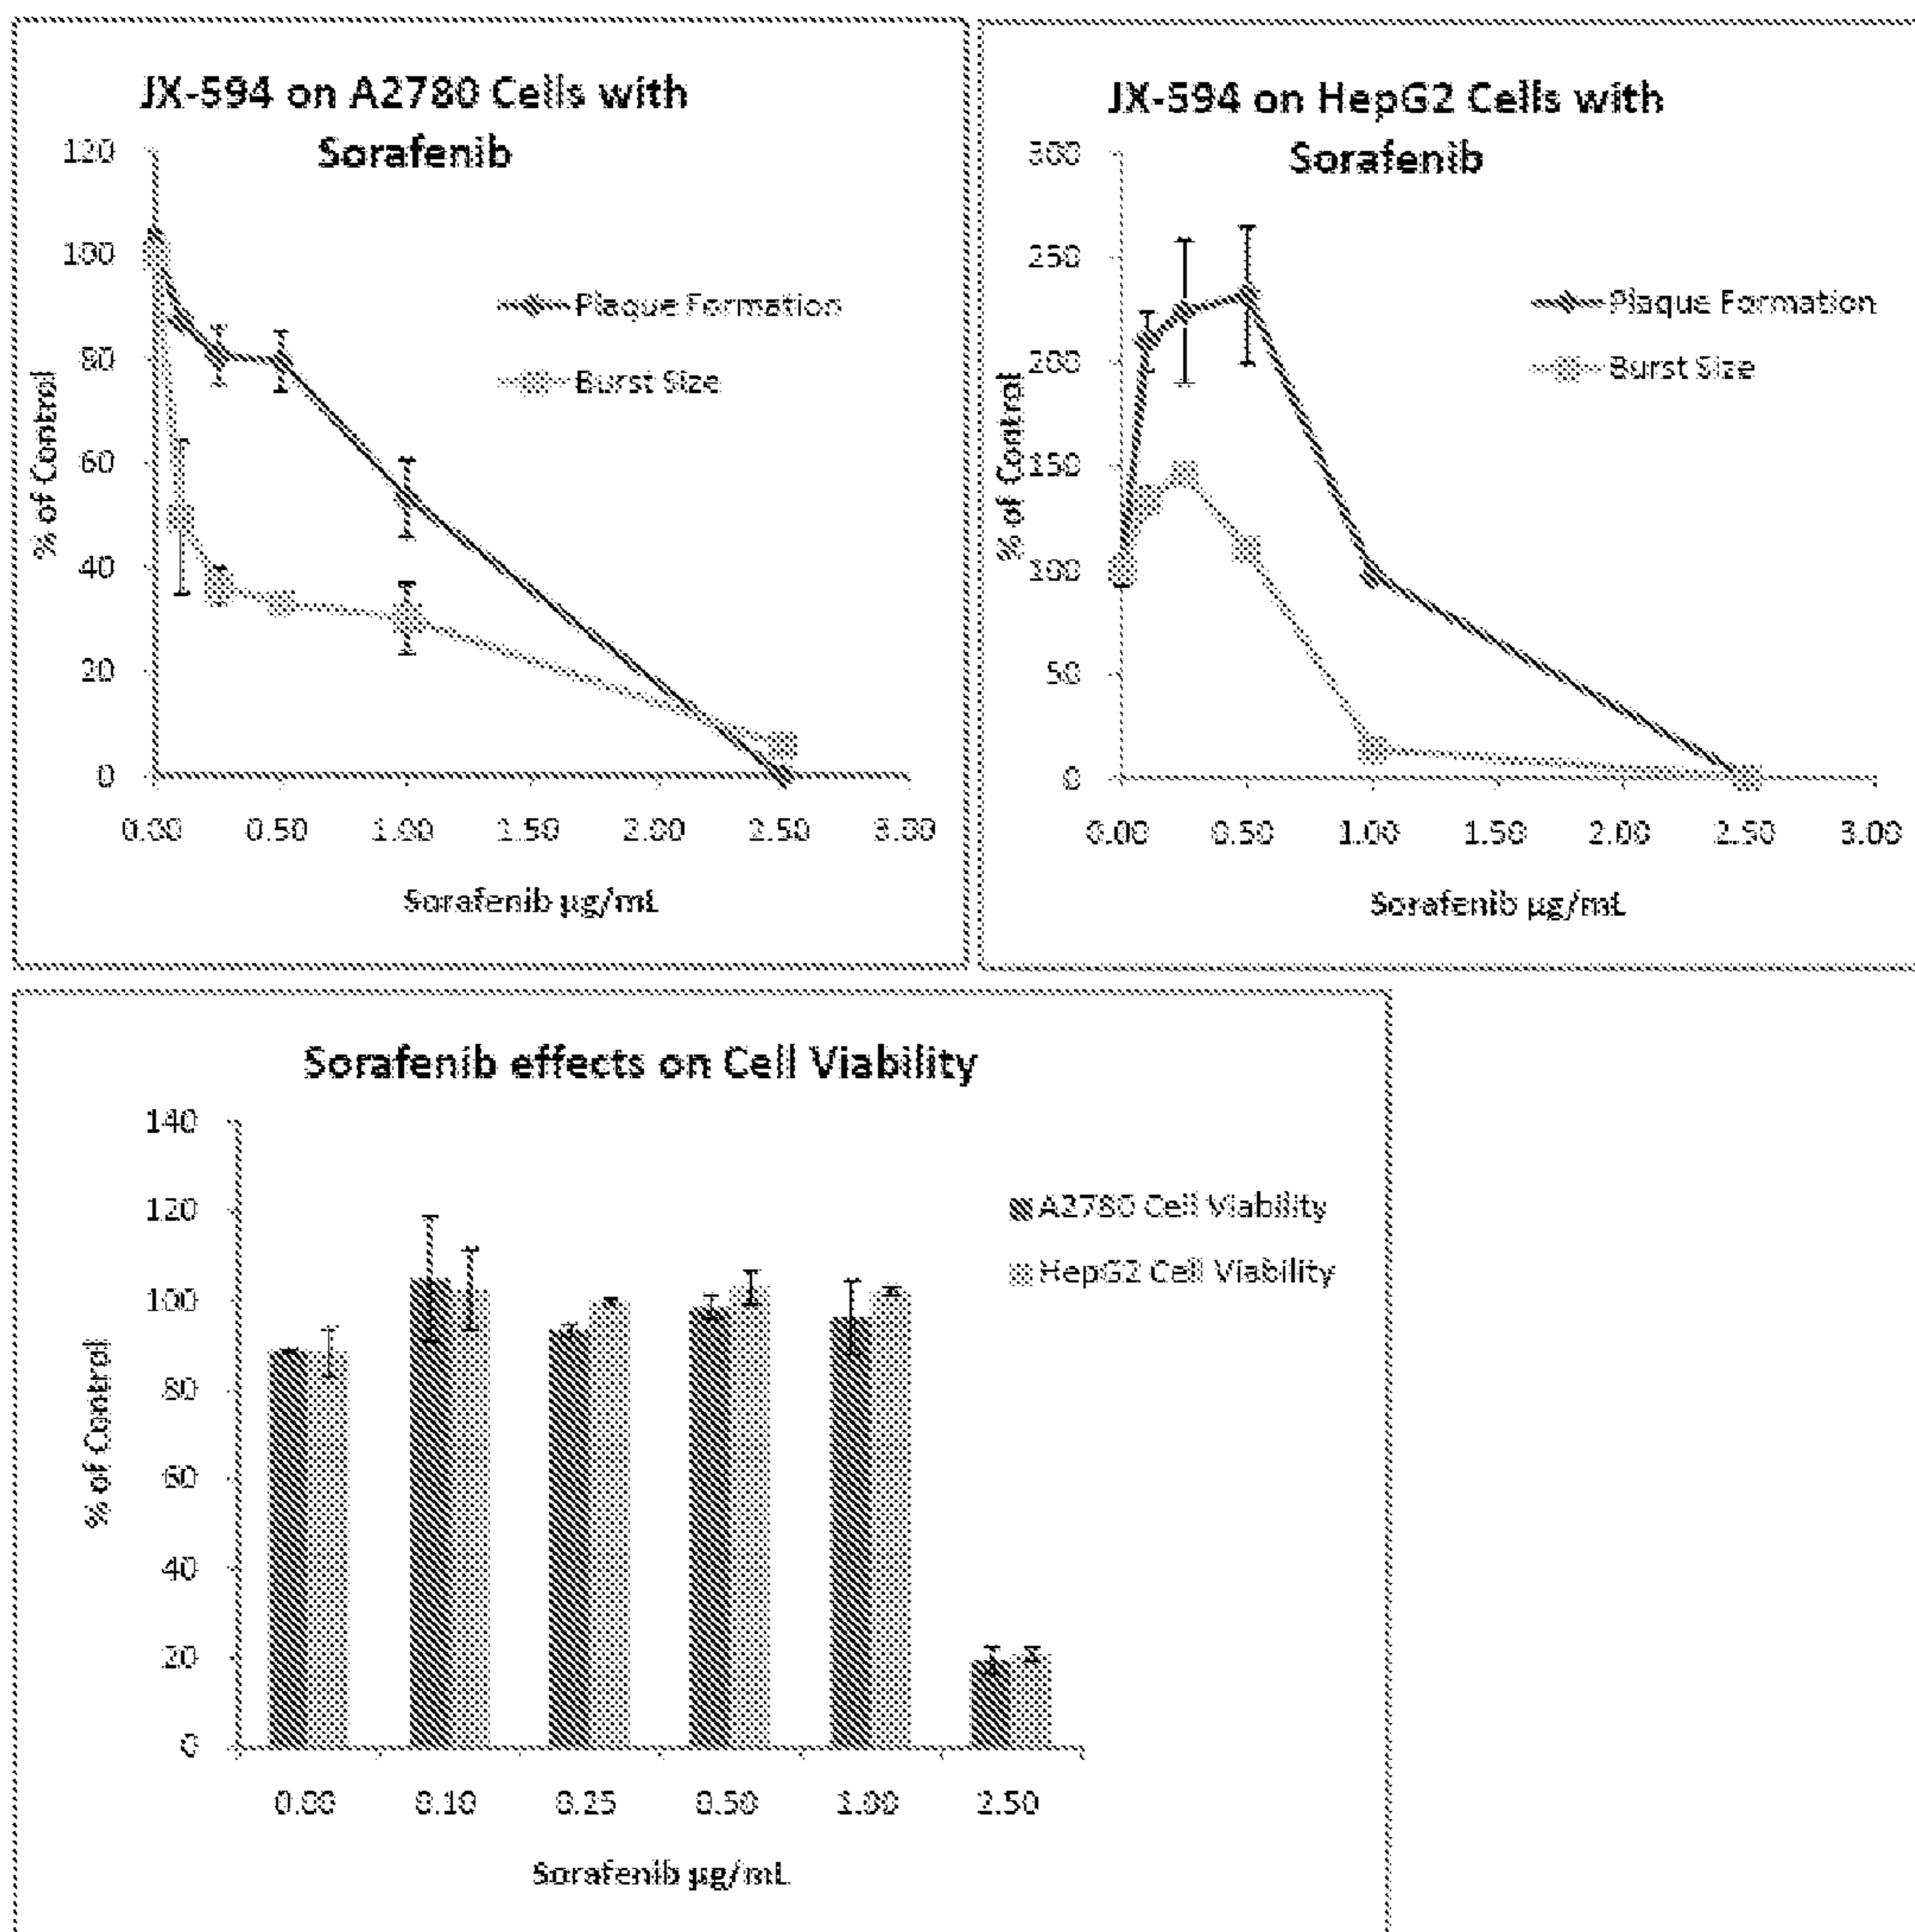 JX-594 on A2780 Cells with
Sorafenib
120
100
80
60
40
20
0
% of Control
Plaque Formation
Burst Size
0.00 0.50 1.00 1.50 2.00 2.50 3.00
Sorafenib µg/mL
JX-594 on HepG2 Cells with
Sorafenib
300
250
200
150
100
50
0
% of Control
Plaque Formation
Burst Size
0.00 0.50 1.00 1.50 2.00 2.50 3.00
Sorafenib µg/mL
Sorafenib effects on Cell Viability
140
120
100
80
60
40
20
0
% of Control
A2780 Cell Viability
HepG2 Cell Viability
0.00 0.10 0.25 0.50 1.00 2.50
Sorafenib µg/mL